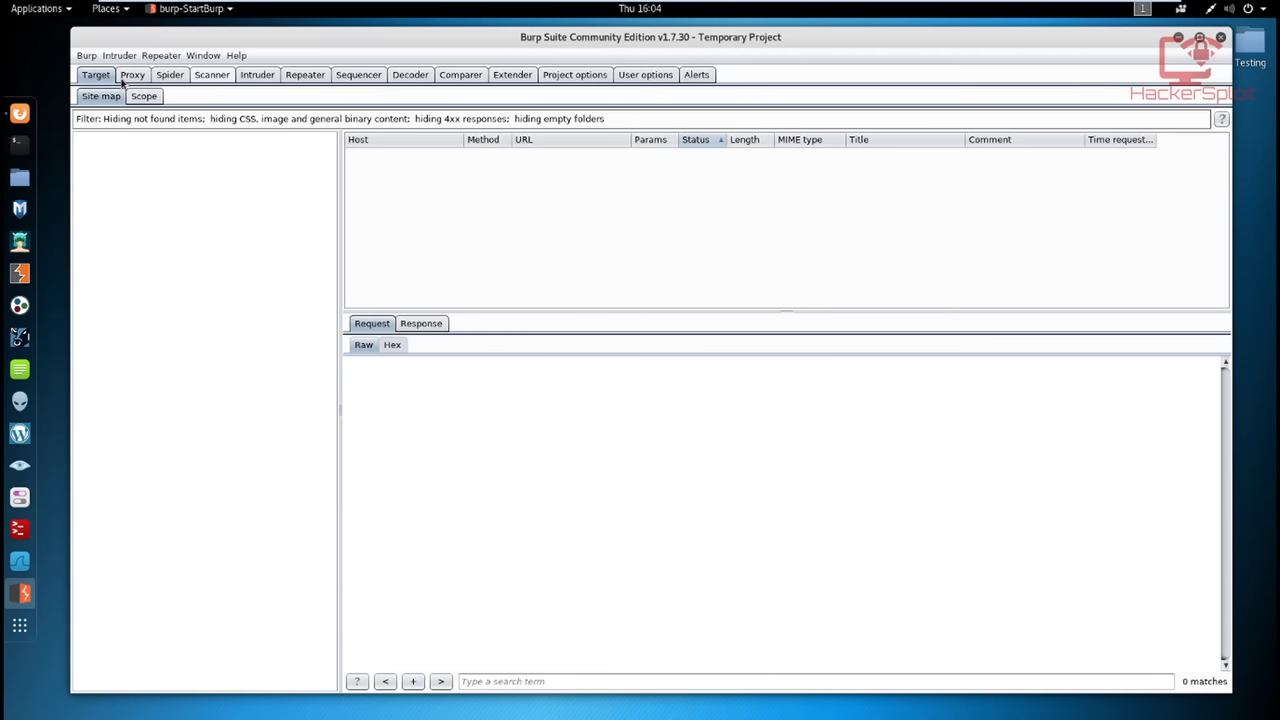 Applications Places burp-StartBurp Thu 16:04 1
Burp Suite Community Edition v1.7.30 - Temporary Project
Burp Intruder Repeater Window Help
Target Proxy Spider Scanner Intruder Repeater Sequencer Decoder Comparer Extender Project options User options Alerts
Testing
HackerSploit
Site map Scope
Filter: Hiding not found items; hiding CSS, image and general binary content; hiding 4xx responses; hiding empty folders ?
Host Method URL Params Status Length MIME type Title Comment Time request...
Request Response
Raw Hex
? < + > Type a search term 0 matches